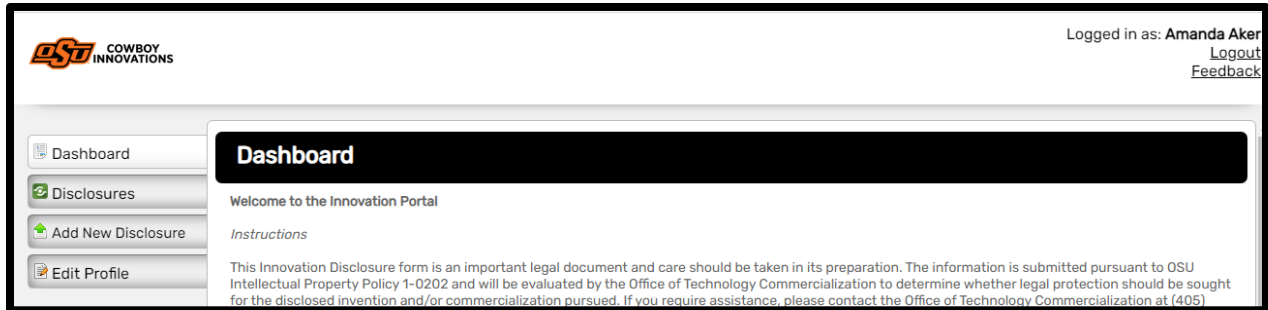 OSU COWBOY
INNOVATIONS
Logged in as: Amanda Aker
Logout
Feedback
Dashboard
Disclosures
Add New Disclosure
Edit Profile
Dashboard
Welcome to the Innovation Portal
Instructions
This Innovation Disclosure form is an important legal document and care should be taken in its preparation. The information is submitted pursuant to OSU
Intellectual Property Policy 1-0202 and will be evaluated by the Office of Technology Commercialization to determine whether legal protection should be sought
for the disclosed invention and/or commercialization pursued. If you require assistance, please contact the Office of Technology Commercialization at (405)